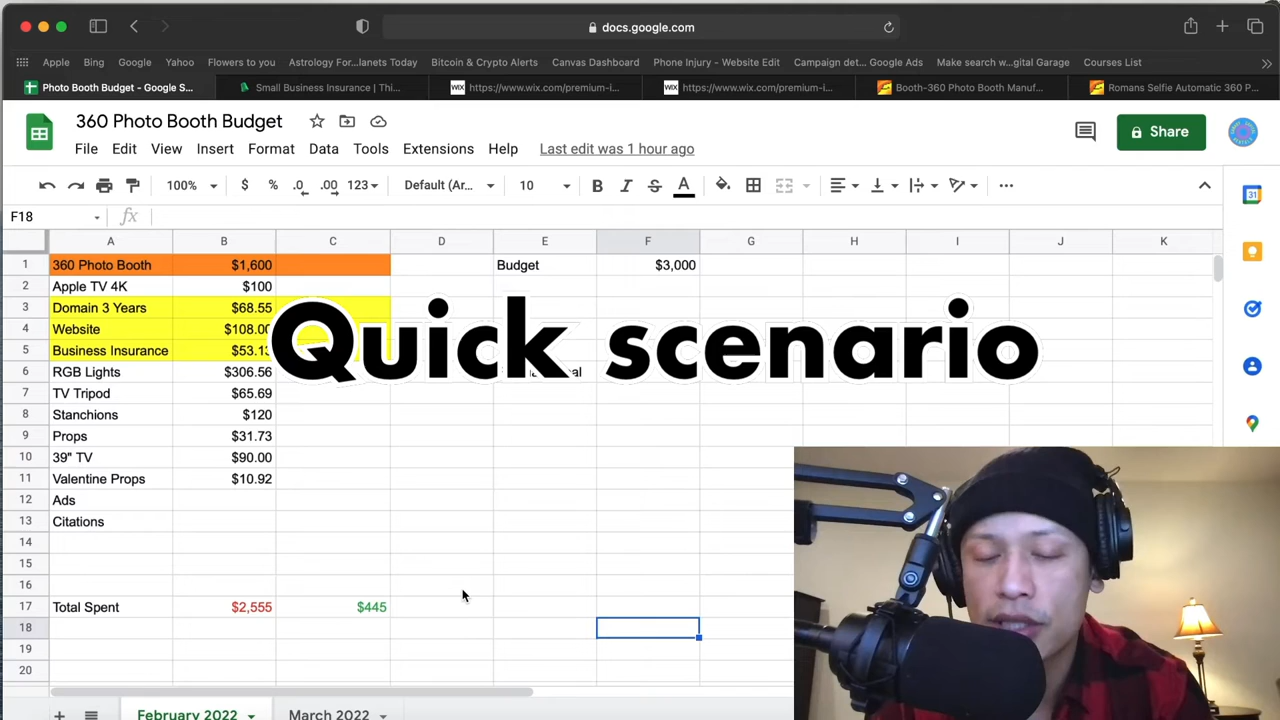 docs.google.com
Apple Bing Google Yahoo Flowers to you Astrology For...lanets Today Bitcoin & Crypto Alerts Canvas Dashboard Phone Injury - Website Edit Campaign det... Google Ads Make search w...gital Garage Courses List
Photo Booth Budget - Google S... Small Business Insurance | Thi... WIX https://www.wix.com/premium-i... WIX https://www.wix.com/premium-i... Booth-360 Photo Booth Manuf... Romans Selfie Automatic 360 P...
360 Photo Booth Budget
Share
File Edit View Insert Format Data Tools Extensions Help Last edit was 1 hour ago
100% $ % .0 .00 123 Default (Ar... 10 B I S A
31
F18 fx
A B C D E F G H I J K
1 360 Photo Booth $1,600 Budget $3,000
2 Apple TV 4K $100
3 Domain 3 Years $68.55
4 Website $108.00
Quick scenario
5 Business Insurance
6 RGB Lights $306.56
7 TV Tripod $65.69
8 Stanchions $120
9 Props $31.73
10 39" TV $90.00
11 Valentine Props $10.92
12 Ads
13 Citations
14
15
16
17 Total Spent $2,555 $445
18
19
20
February 2022 March 2022